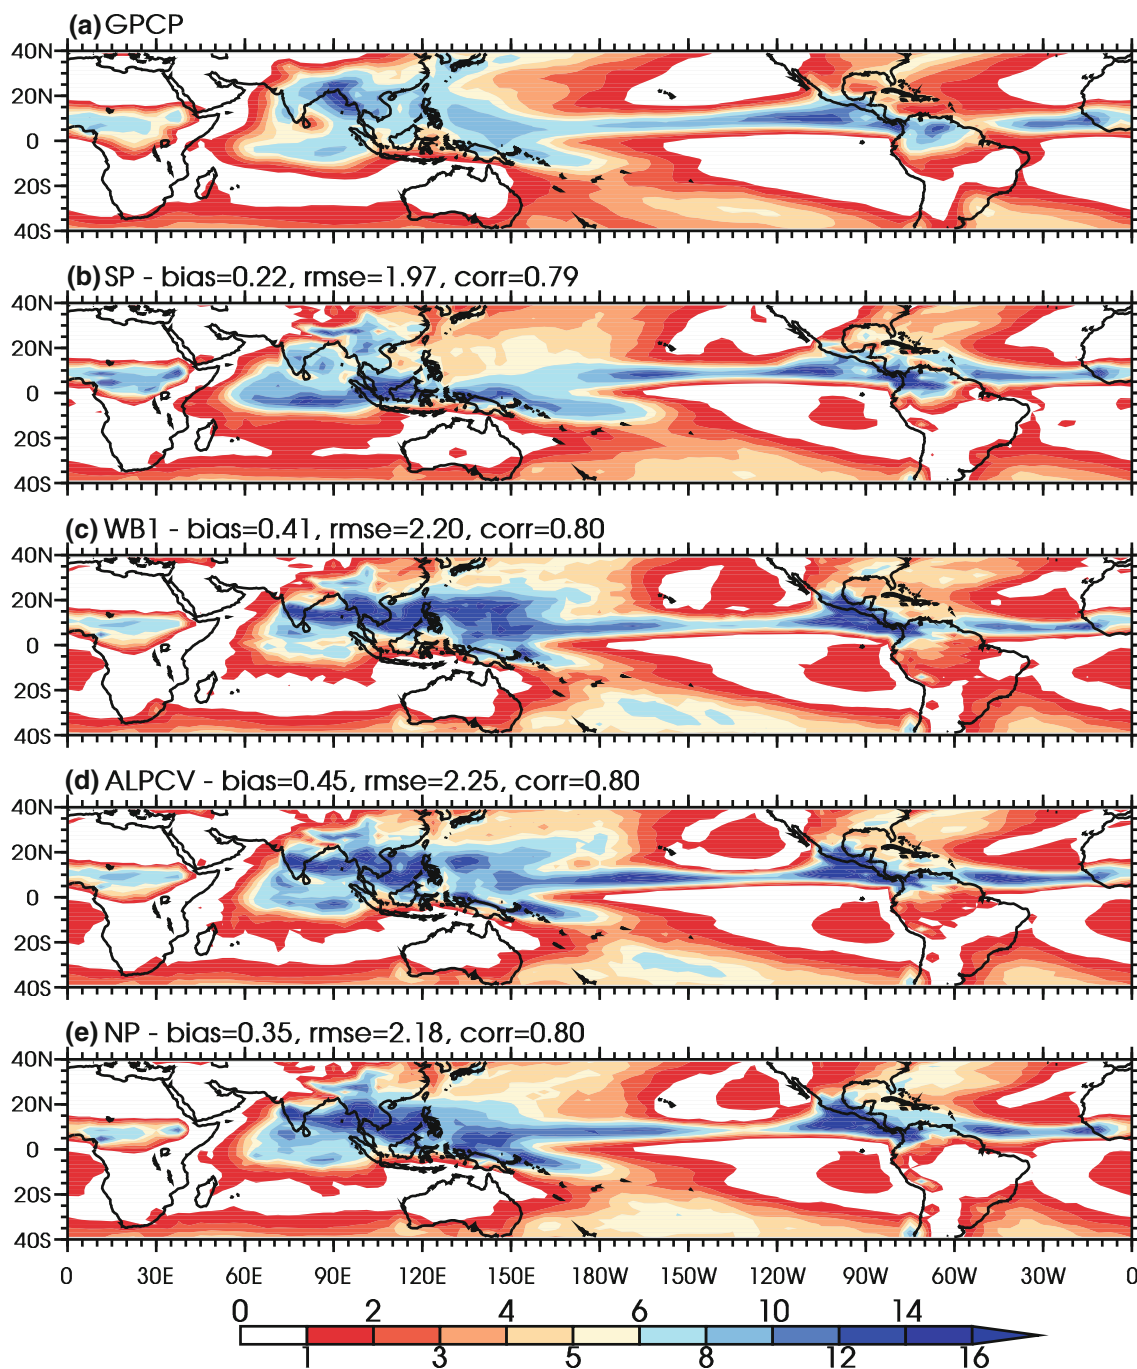 (a) GPCP
40N
20N
0
20S
40S
(b) SP - bias=0.22, rmse=1.97, corr=0.79
40N
20N
0
20S
40S
(c) WB1 - bias=0.41, rmse=2.20, corr=0.80
40N
20N
0
20S
40S
(d) ALPCV - bias=0.45, rmse=2.25, corr=0.80
40N
20N
0
20S
40S
(e) NP - bias=0.35, rmse=2.18, corr=0.80
40N
20N
0
20S
40S
0 30E 60E 90E 120E 150E 180W 150W 120W 90W 60W 30W 0
0 2 4 6 10 14
1 3 5 8 12 16